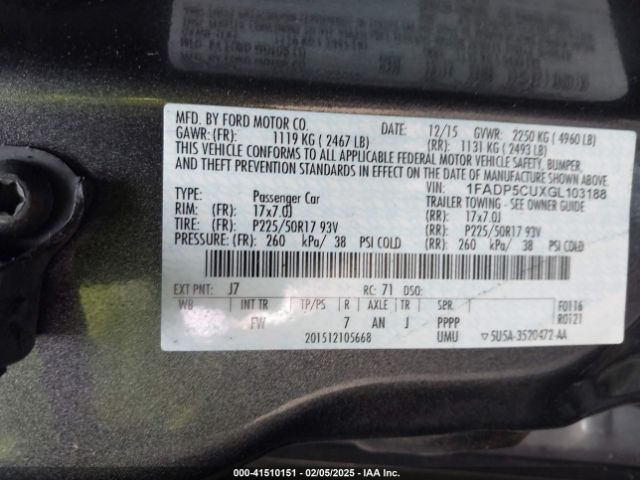 MFD. BY FORD MOTOR CO.
DATE: 12/15 GVWR: 2250 KG ( 4960 LB)
GAWR: (FR): 1119 KG ( 2467 LB) (RR): 1131 KG ( 2493 LB)
THIS VEHICLE CONFORMS TO ALL APPLICABLE FEDERAL MOTOR VEHICLE SAFETY, BUMPER,
AND THEFT PREVENTION STANDARDS IN EFFECT ON THE DATE OF MANUFACTURE SHOWN ABOVE.
VIN: 1FADP5CUXGL103188
TYPE: Passenger Car TRAILER TOWING - SEE OWNERS GUIDE
RIM: (FR): 17x7.0J (RR): 17x7.0J
TIRE: (FR): P225/50R17 93V (RR): P225/50R17 93V
PRESSURE: (FR): 260 kPa/ 38 PSI COLD (RR): 260 kPa/ 38 PSI COLD
EXT PNT: J7 RC: 71 DSO:
WB INT TR TP/PS R AXLE TR SPR F0116
FW 7 AN J PPPP R0121
201512105668 UMU 5U5A-3520472-AA
000-41510151 — 02/05/2025 — IAA Inc.